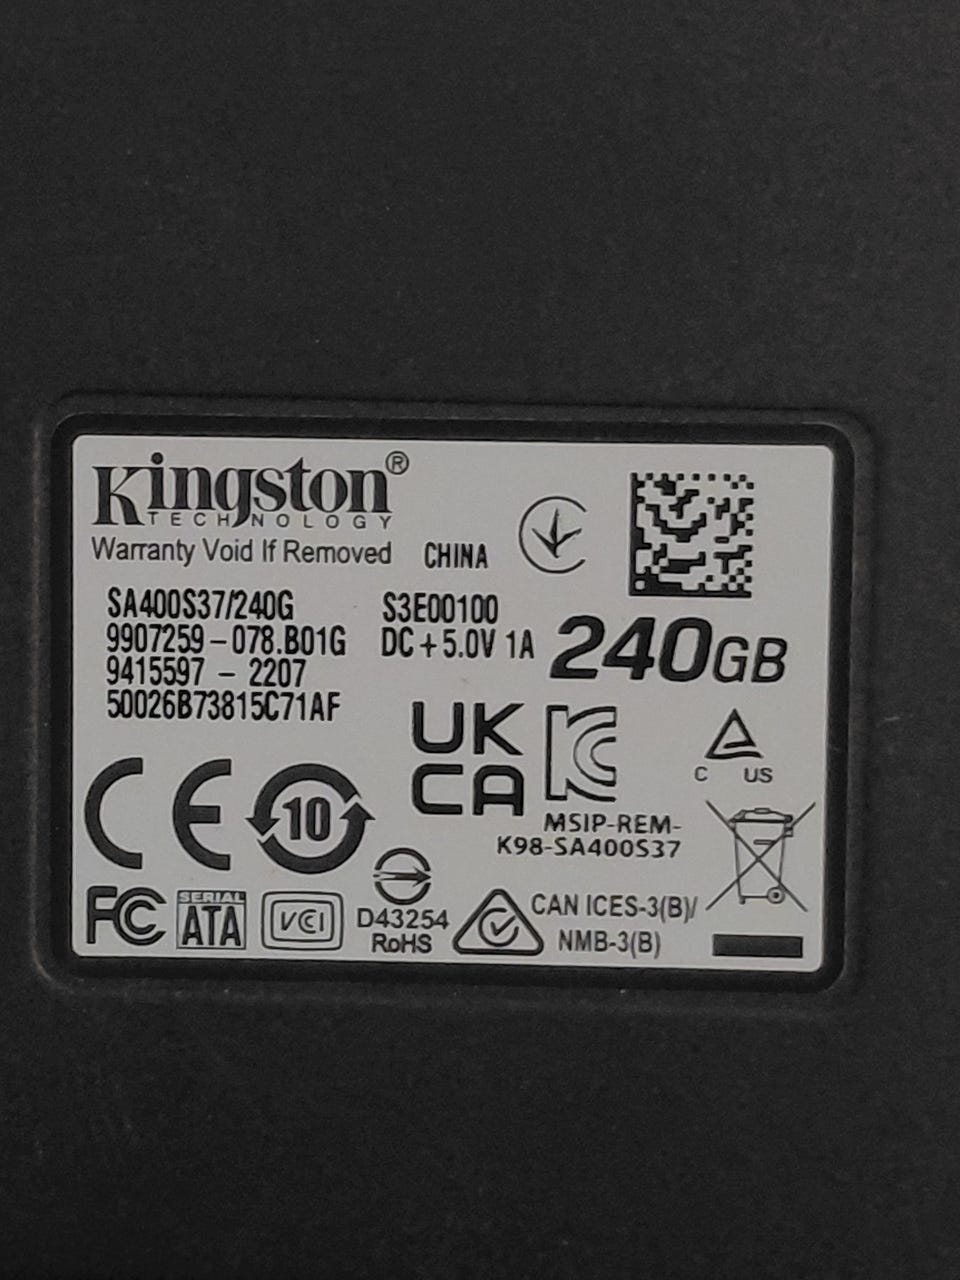 Kingston®
TECHNOLOGY
Warranty Void If Removed CHINA
SA400S37/240G S3E00100
9907259-078.B01G DC+5.0V 1A
9415597 - 2207 240GB
50026B73815C71AF
UK
CA
C US
CE 10
MSIP-REM-
K98-SA400S37
FC SERIAL
ATA
VCI
D43254
RoHS
CAN ICES-3(B)/
NMB-3(B)